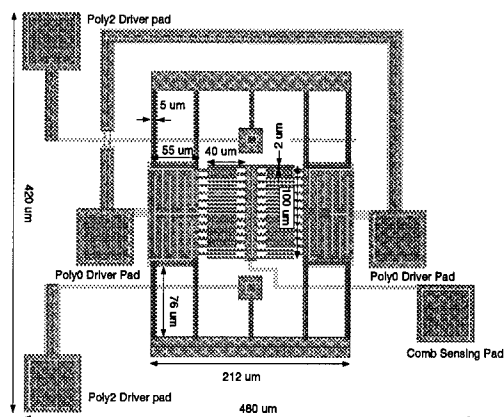 Poly2 Driver pad
5 um
55 um
40 um
2 um
100 um
420 um
Poly0 Driver Pad
Poly0 Driver Pad
76 um
Comb Sensing Pad
212 um
Poly2 Driver pad
480 um